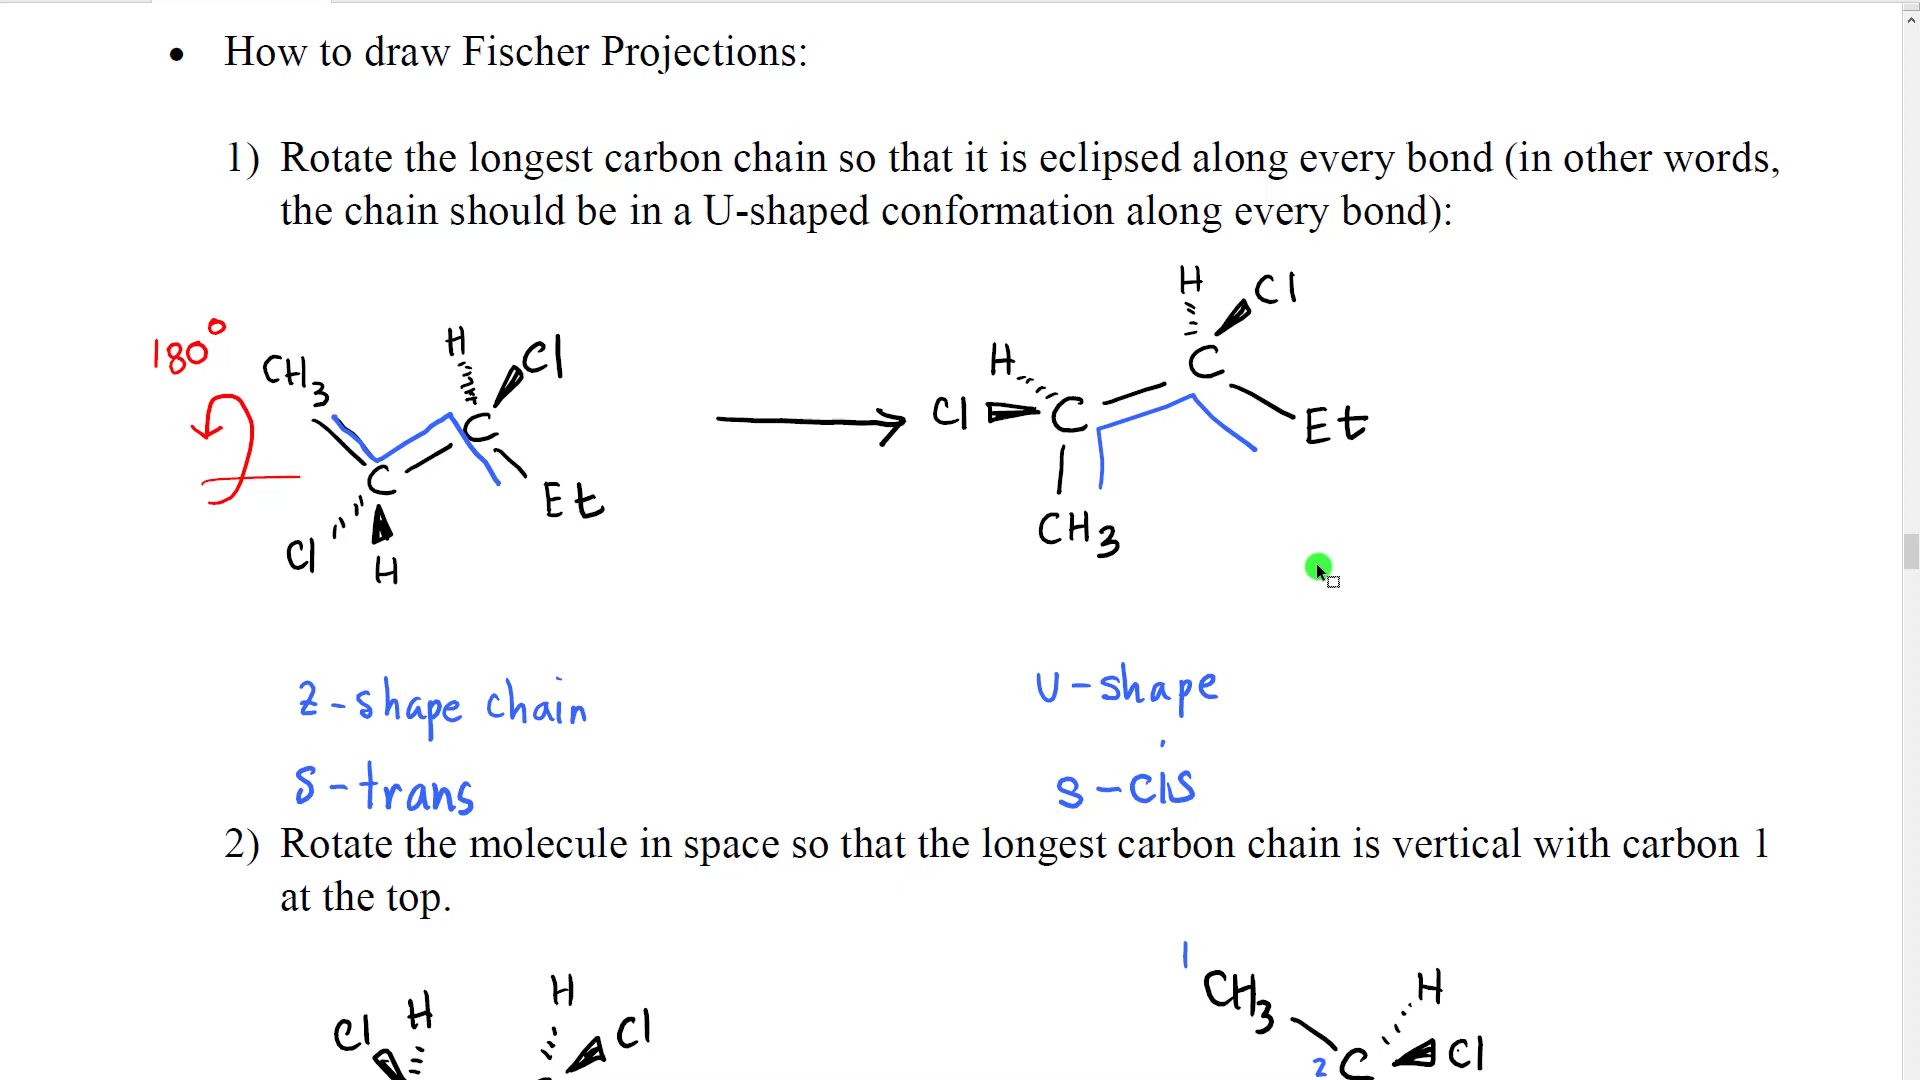 • How to draw Fischer Projections:
1) Rotate the longest carbon chain so that it is eclipsed along every bond (in other words,
the chain should be in a U-shaped conformation along every bond):
180°
CH3
H
Cl
C
C
Et
Cl
H
H
Cl
H
C
Cl
C
Et
CH3
Z-shape chain
U-shape
S-trans
s-cis
2) Rotate the molecule in space so that the longest carbon chain is vertical with carbon 1
at the top.
Cl
H
H
Cl
1
CH3
H
2
C
Cl